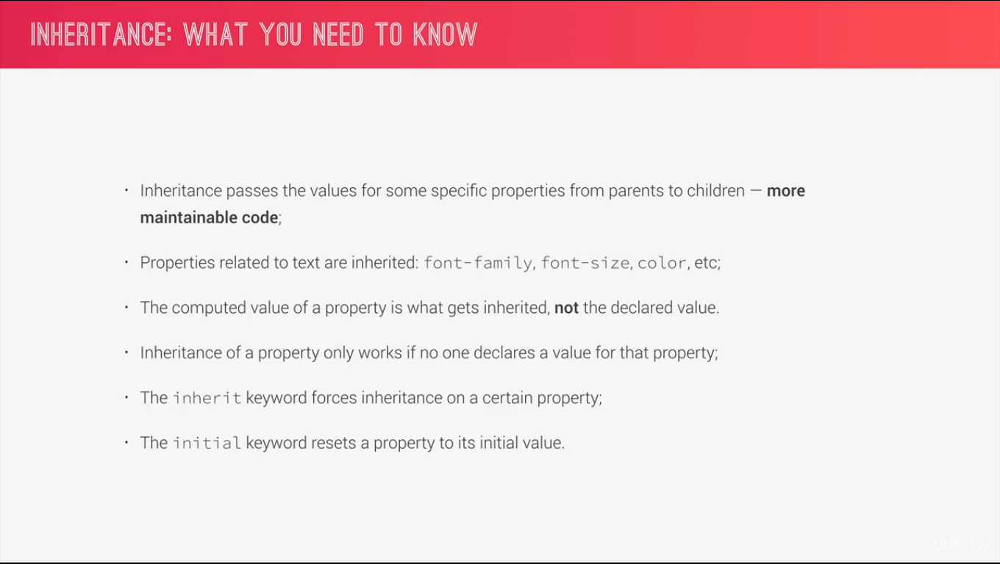 INHERITANCE: WHAT YOU NEED TO KNOW
· Inheritance passes the values for some specific properties from parents to children — more
maintainable code;
· Properties related to text are inherited: font-family, font-size, color, etc;
· The computed value of a property is what gets inherited, not the declared value.
· Inheritance of a property only works if no one declares a value for that property;
· The inherit keyword forces inheritance on a certain property;
· The initial keyword resets a property to its initial value.
udemy